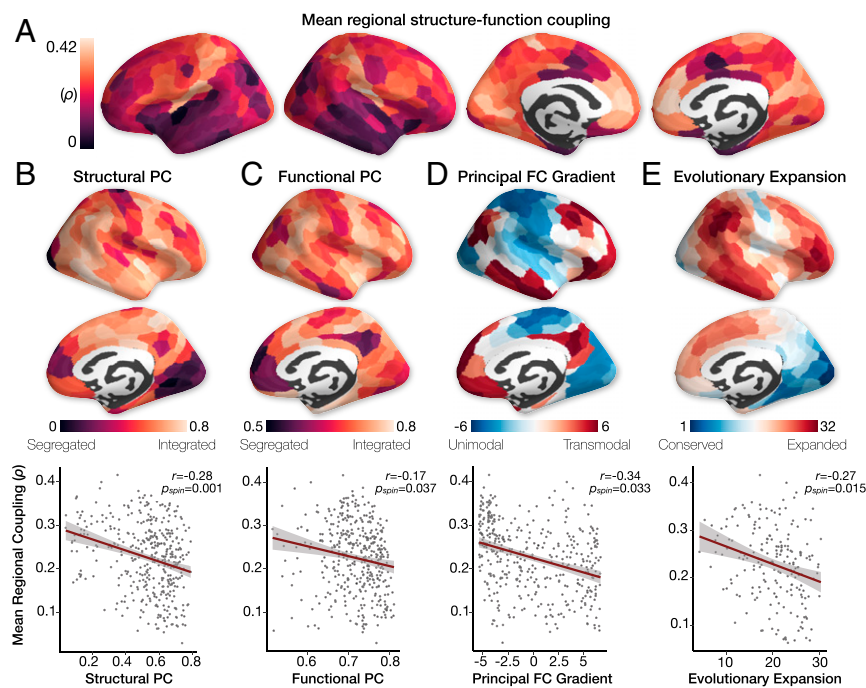 A
Mean regional structure-function coupling
0.42
(ρ)
0
B Structural PC
C Functional PC
D Principal FC Gradient
E Evolutionary Expansion
0 0.8
Segregated Integrated
0.5 0.8
Segregated Integrated
-6 6
Unimodal Transmodal
1 32
Conserved Expanded
Mean Regional Coupling (ρ)
0.4
0.3
0.2
0.1
r=-0.28
pspin=0.001
0.2 0.4 0.6 0.8
Structural PC
0.4
0.3
0.2
0.1
r=-0.17
pspin=0.037
0.6 0.7 0.8
Functional PC
0.4
0.3
0.2
0.1
r=-0.34
pspin=0.033
-5 -2.5 0 2.5 5
Principal FC Gradient
0.4
0.3
0.2
0.1
r=-0.27
pspin=0.015
10 20 30
Evolutionary Expansion